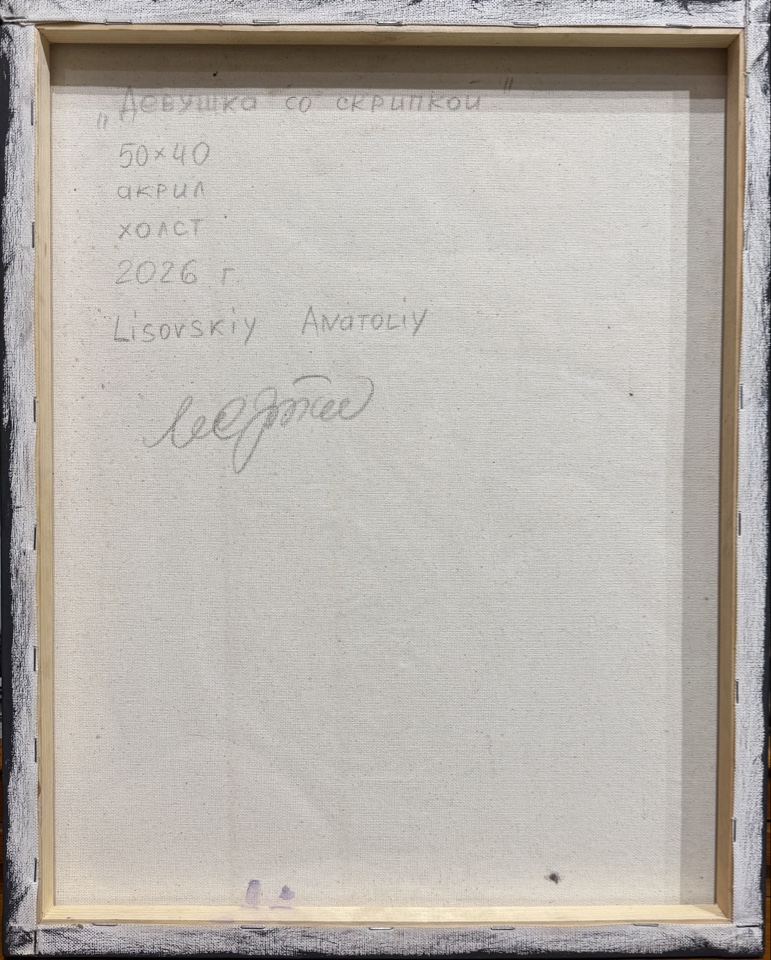 „Девушка со скрипкой"
50×40
акрил
холст
2026 г
Lisovskiy Anatoliy